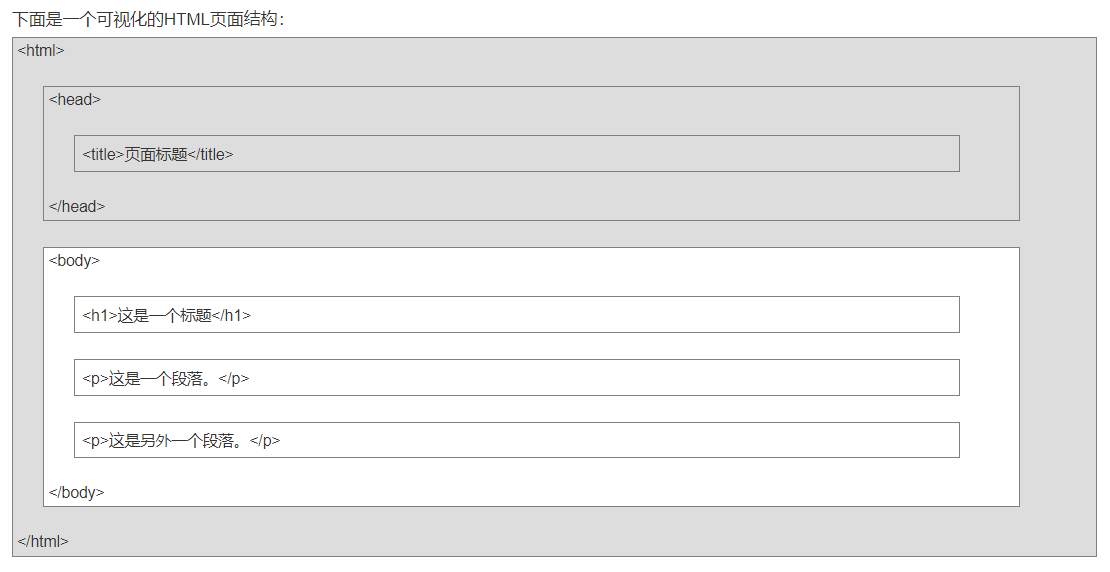 下面是一个可视化的HTML页面结构：
<html>
<head>
<title>页面标题</title>
</head>
<body>
<h1>这是一个标题</h1>
<p>这是一个段落。</p>
<p>这是另外一个段落。</p>
</body>
</html>